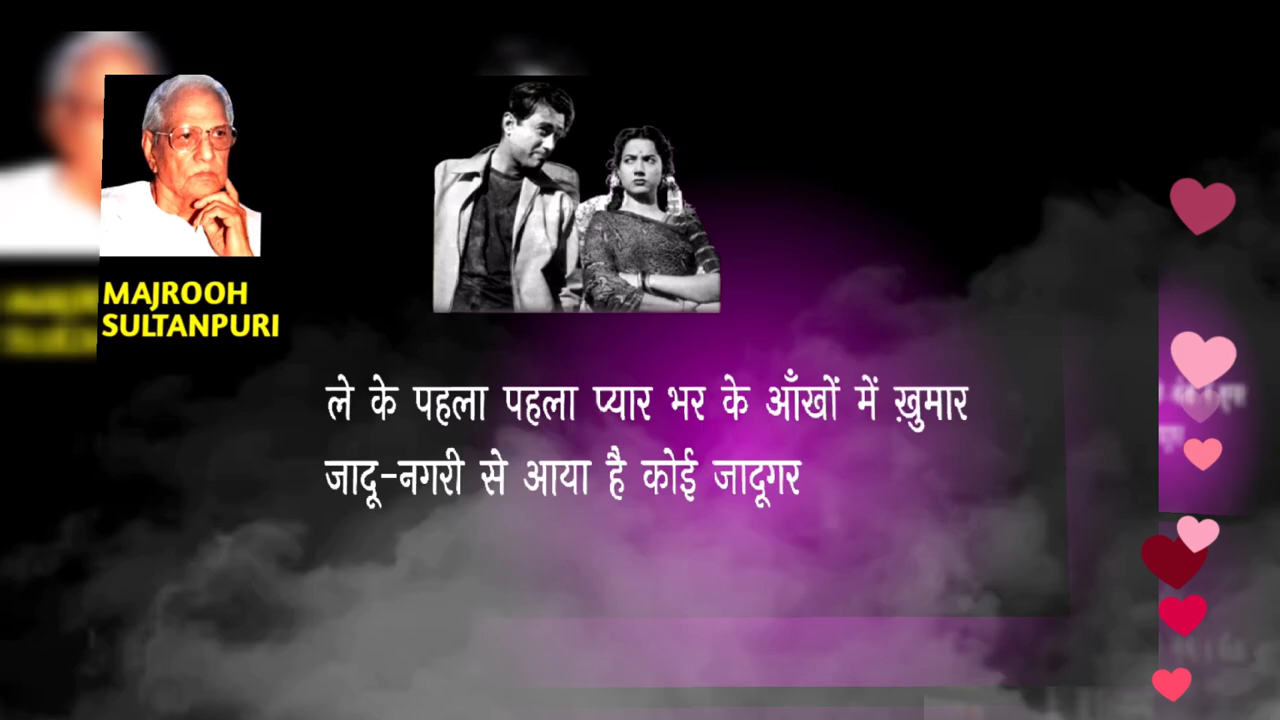 MAJROOH
SULTANPURI
ले के पहला पहला प्यार भर के आँखों में ख़ुमार
जादू-नगरी से आया है कोई जादूगर